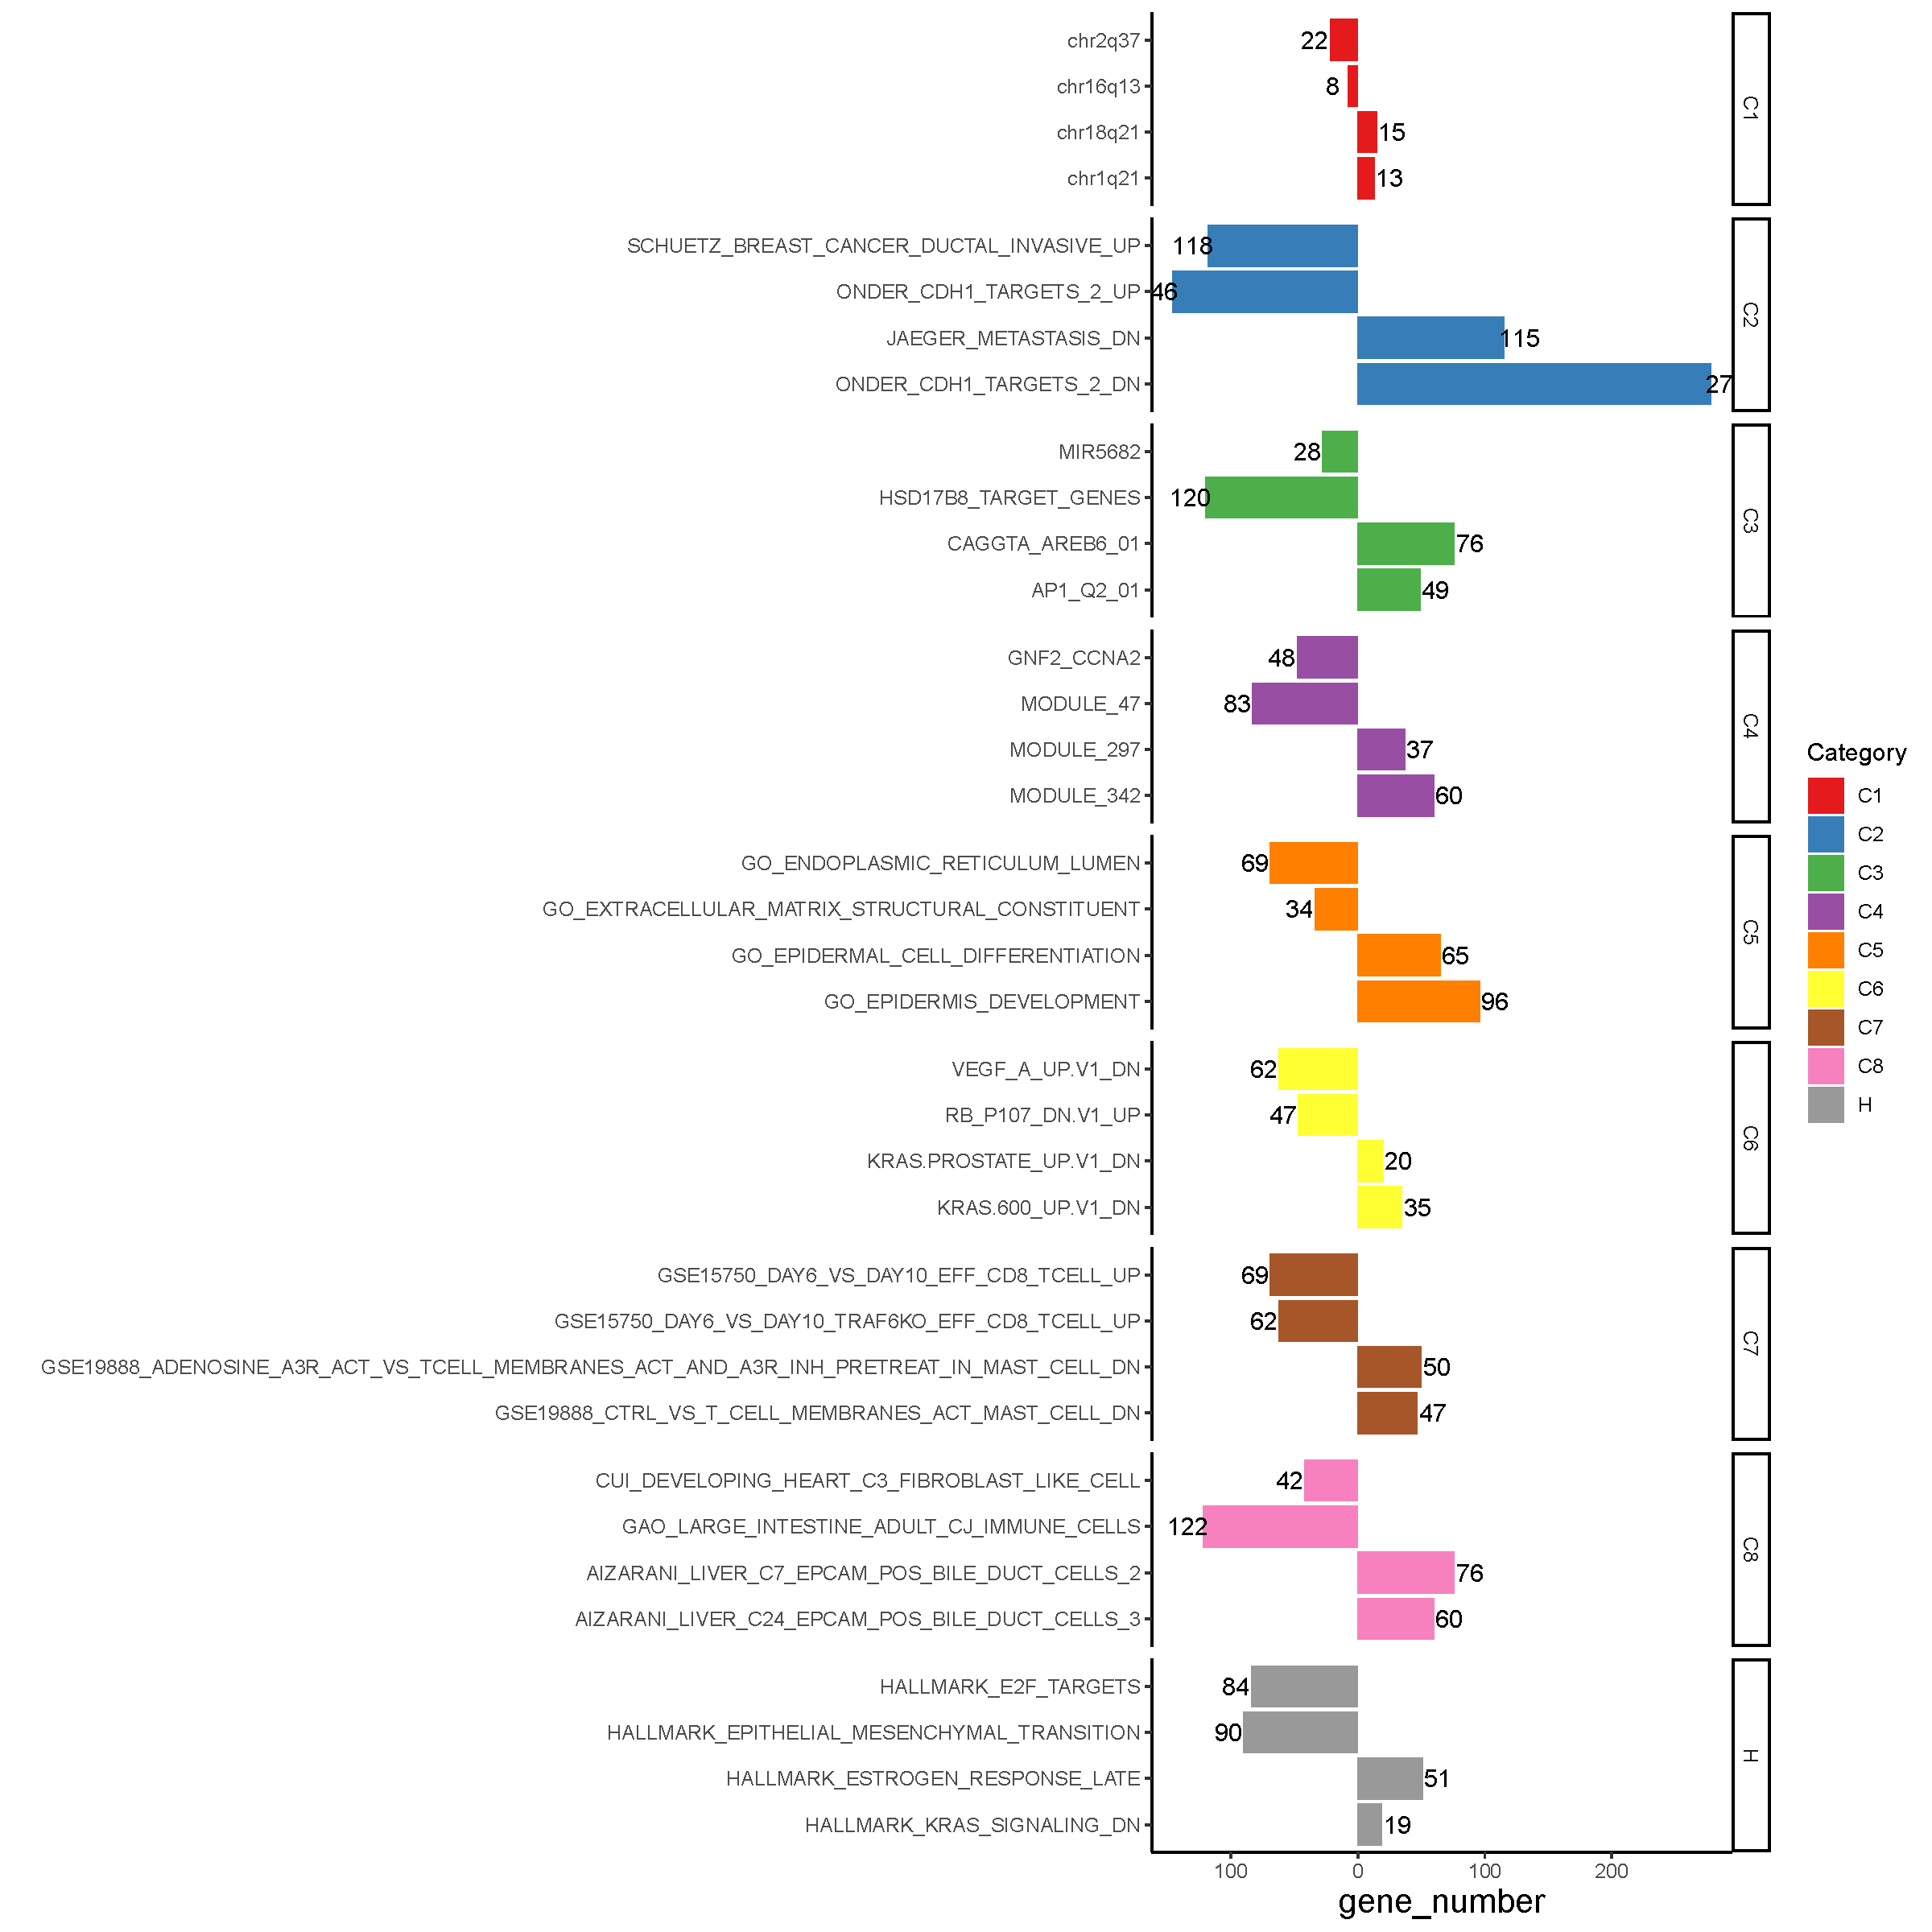 chr2q37 22
chr16q13 8
chr18q21 15
chr1q21 13
C1
SCHUETZ_BREAST_CANCER_DUCTAL_INVASIVE_UP 118
ONDER_CDH1_TARGETS_2_UP 46
JAEGER_METASTASIS_DN 115
ONDER_CDH1_TARGETS_2_DN 27
C2
MIR5682 28
HSD17B8_TARGET_GENES 120
CAGGTA_AREB6_01 76
AP1_Q2_01 49
C3
GNF2_CCNA2 48
MODULE_47 83
MODULE_297 37
MODULE_342 60
C4
GO_ENDOPLASMIC_RETICULUM_LUMEN 69
GO_EXTRACELLULAR_MATRIX_STRUCTURAL_CONSTITUENT 34
GO_EPIDERMAL_CELL_DIFFERENTIATION 65
GO_EPIDERMIS_DEVELOPMENT 96
C5
VEGF_A_UP.V1_DN 62
RB_P107_DN.V1_UP 47
KRAS.PROSTATE_UP.V1_DN 20
KRAS.600_UP.V1_DN 35
C6
GSE15750_DAY6_VS_DAY10_EFF_CD8_TCELL_UP 69
GSE15750_DAY6_VS_DAY10_TRAF6KO_EFF_CD8_TCELL_UP 62
GSE19888_ADENOSINE_A3R_ACT_VS_TCELL_MEMBRANES_ACT_AND_A3R_INH_PRETREAT_IN_MAST_CELL_DN 50
GSE19888_CTRL_VS_T_CELL_MEMBRANES_ACT_MAST_CELL_DN 47
C7
CUI_DEVELOPING_HEART_C3_FIBROBLAST_LIKE_CELL 42
GAO_LARGE_INTESTINE_ADULT_CJ_IMMUNE_CELLS 122
AIZARANI_LIVER_C7_EPCAM_POS_BILE_DUCT_CELLS_2 76
AIZARANI_LIVER_C24_EPCAM_POS_BILE_DUCT_CELLS_3 60
C8
HALLMARK_E2F_TARGETS 84
HALLMARK_EPITHELIAL_MESENCHYMAL_TRANSITION 90
HALLMARK_ESTROGEN_RESPONSE_LATE 51
HALLMARK_KRAS_SIGNALING_DN 19
H
100 0 100 200
gene_number
Category
C1
C2
C3
C4
C5
C6
C7
C8
H